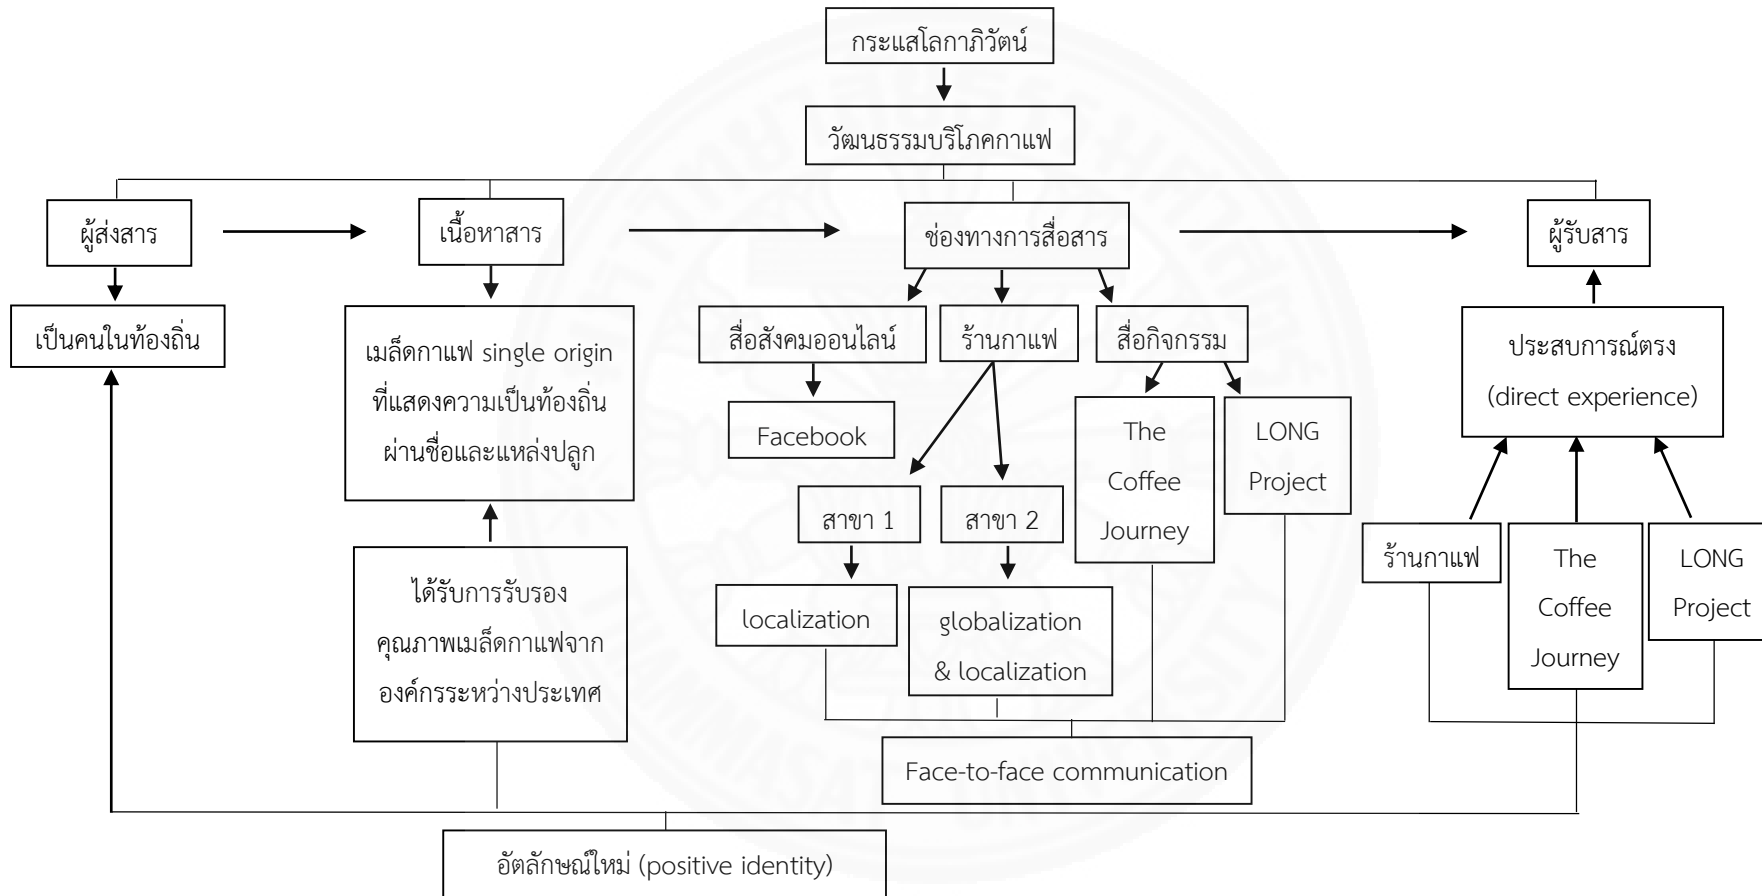 กระแสโลกาภิวัตน์
วัฒนธรรมบริโภคกาแฟ
ผู้ส่งสาร
เนื้อหาสาร
ช่องทางการสื่อสาร
ผู้รับสาร
เป็นคนในท้องถิ่น
เมล็ดกาแฟ single origin
ที่แสดงความเป็นท้องถิ่น
ผ่านชื่อและแหล่งปลูก
ได้รับการรับรอง
คุณภาพเมล็ดกาแฟจาก
องค์กรระหว่างประเทศ
สื่อสังคมออนไลน์
ร้านกาแฟ
สื่อกิจกรรม
Facebook
สาขา 1
สาขา 2
The
Coffee
Journey
LONG
Project
localization
globalization
& localization
Face-to-face communication
ประสบการณ์ตรง
(direct experience)
ร้านกาแฟ
The
Coffee
Journey
LONG
Project
อัตลักษณ์ใหม่ (positive identity)
THAMMASAT UNIVERSITY